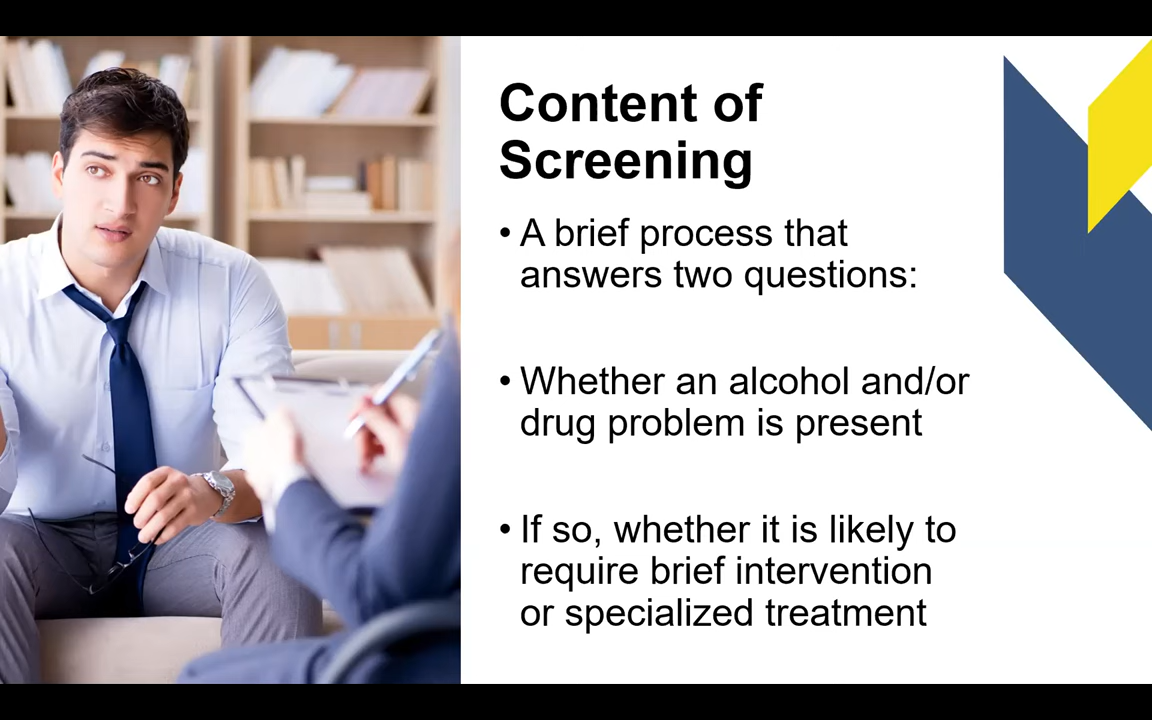 Content of
Screening
• A brief process that
answers two questions:
• Whether an alcohol and/or
drug problem is present
• If so, whether it is likely to
require brief intervention
or specialized treatment